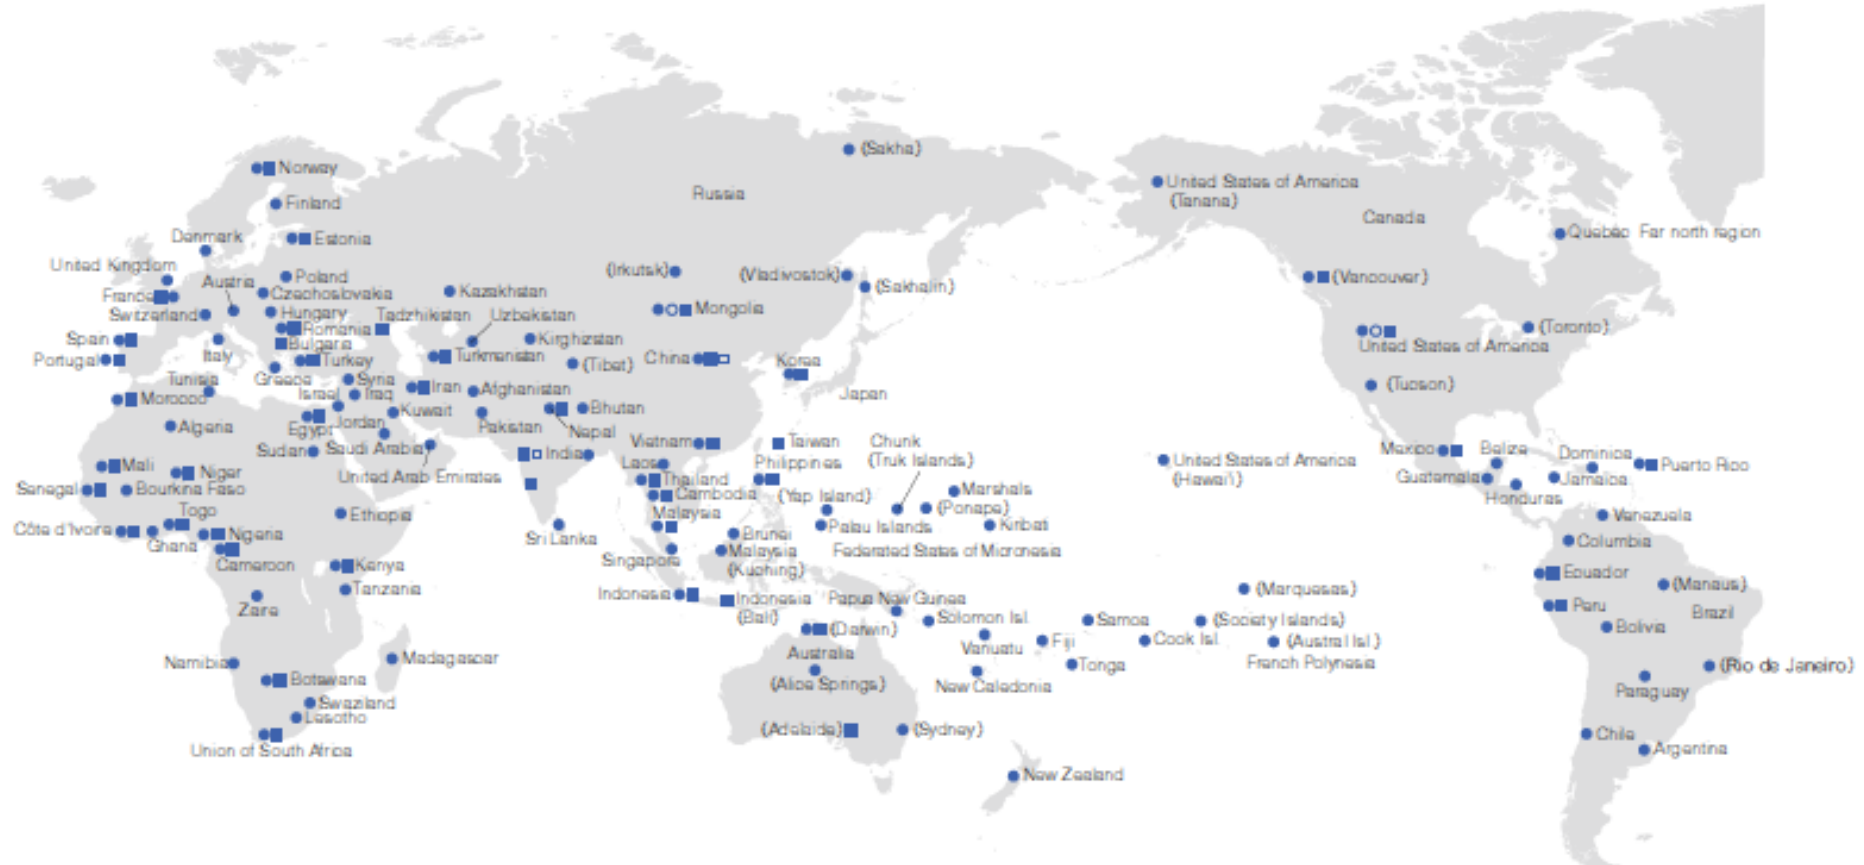 (Sakha)
Norway
United States of America
(Tanana)
Russia
Finland
Canada
Quebec Far north region
Denmark
Estonia
United Kingdom
Austria
Poland
(Irkutsk)
(Vladivostok)
(Sakhalin)
(Vancouver)
France
Czechoslovakia
Kazakhstan
Switzerland
Hungary
Tadzhikistan
Uzbekistan
Mongolia
Romania
(Toronto)
Spain
Bulgaria
Kirghizstan
United States of America
Italy
Portugal
Turkey
Turkmenistan
(Tibet)
China
Korea
Tunisia
Greece
Syria
(Tucson)
Morocco
Israel
Iraq
Iran
Afghanistan
Japan
Kuwait
Bhutan
Algeria
Egypt
Jordan
Pakistan
Nepal
Vietnam
Taiwan
Chunk
(Truk Islands)
Sudan
Saudi Arabia
India
Mexico
Belize
Dominica
Mali
Niger
United Arab Emirates
Laos
Philippines
United States of America
(Hawai'i)
Puerto Rico
Senegal
Bourkina Faso
Thailand
Guatemala
Jamaica
Cambodia
(Yap Island)
Marshals
Honduras
Togo
Ethiopia
Malaysia
(Ponape)
Venezuela
Côte d'Ivoire
Ghana
Nigeria
Sri Lanka
Brunei
Palau Islands
Kiribati
Columbia
Cameroon
Kenya
Singapore
Malaysia
(Kuching)
Federated States of Micronesia
Ecuador
Tanzania
(Marquesas)
(Manaus)
Zaire
Indonesia
Indonesia
(Bali)
Papua New Guinea
Peru
Brazil
Solomon Isl.
Samoa
(Society Islands)
Bolivia
(Darwin)
Vanuatu
Fiji
Cook Isl.
(Austral Isl.)
Namibia
Madagascar
Australia
Tonga
French Polynesia
(Rio de Janeiro)
Botswana
(Alice Springs)
New Caledonia
Paraguay
Swaziland
Lesotho
(Adelaide)
(Sydney)
Chile
Union of South Africa
Argentina
New Zealand